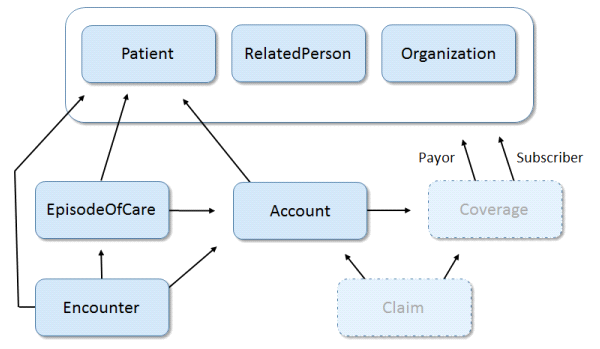 Patient
RelatedPerson
Organization
Payor
Subscriber
EpisodeOfCare
Account
Coverage
Encounter
Claim